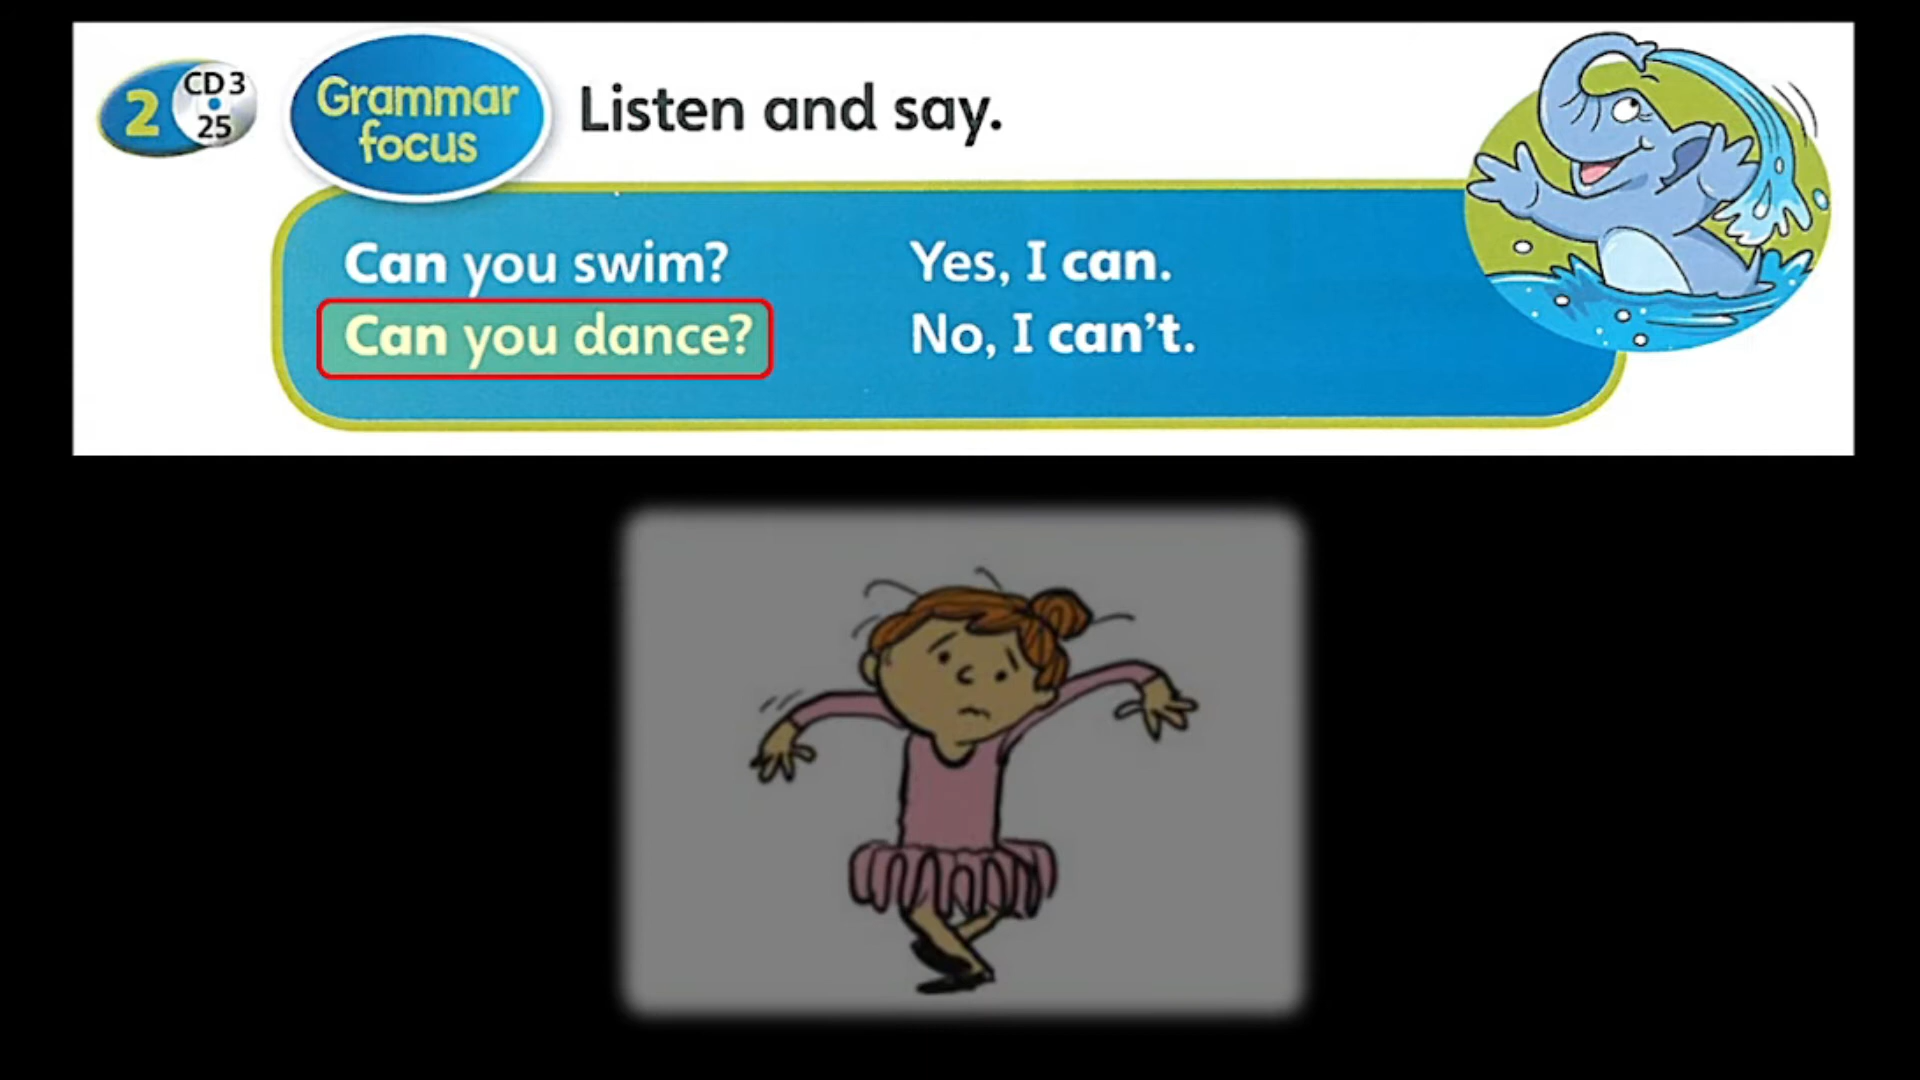 2
CD 3
25
Grammar
focus
Listen and say.
Can you swim? Yes, I can.
Can you dance? No, I can't.